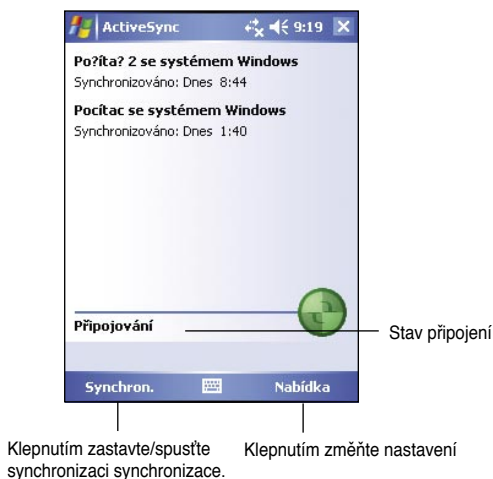 ActiveSync 9:19
Po?íta? 2 se systémem Windows
Synchronizováno: Dnes 8:44
Pocítac se systémem Windows
Synchronizováno: Dnes 1:40
Připojování
Stav připojení
Synchron. Nabídka
Klepnutím zastavte/spusťte
synchronizaci synchronizace.
Klepnutím změňte nastavení